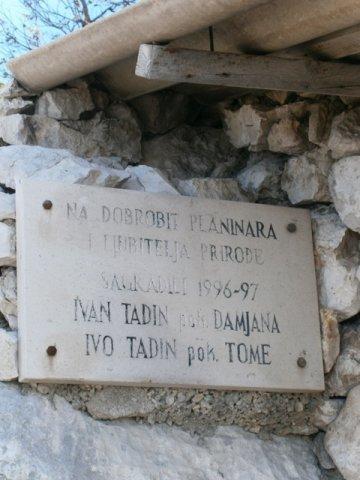 NA DOBROBIT PLANINARA
I LJUBITELJA PRIRODE
SAGRADILI 1996-97
IVAN TADIN pok. DAMJANA
IVO TADIN pok. TOME